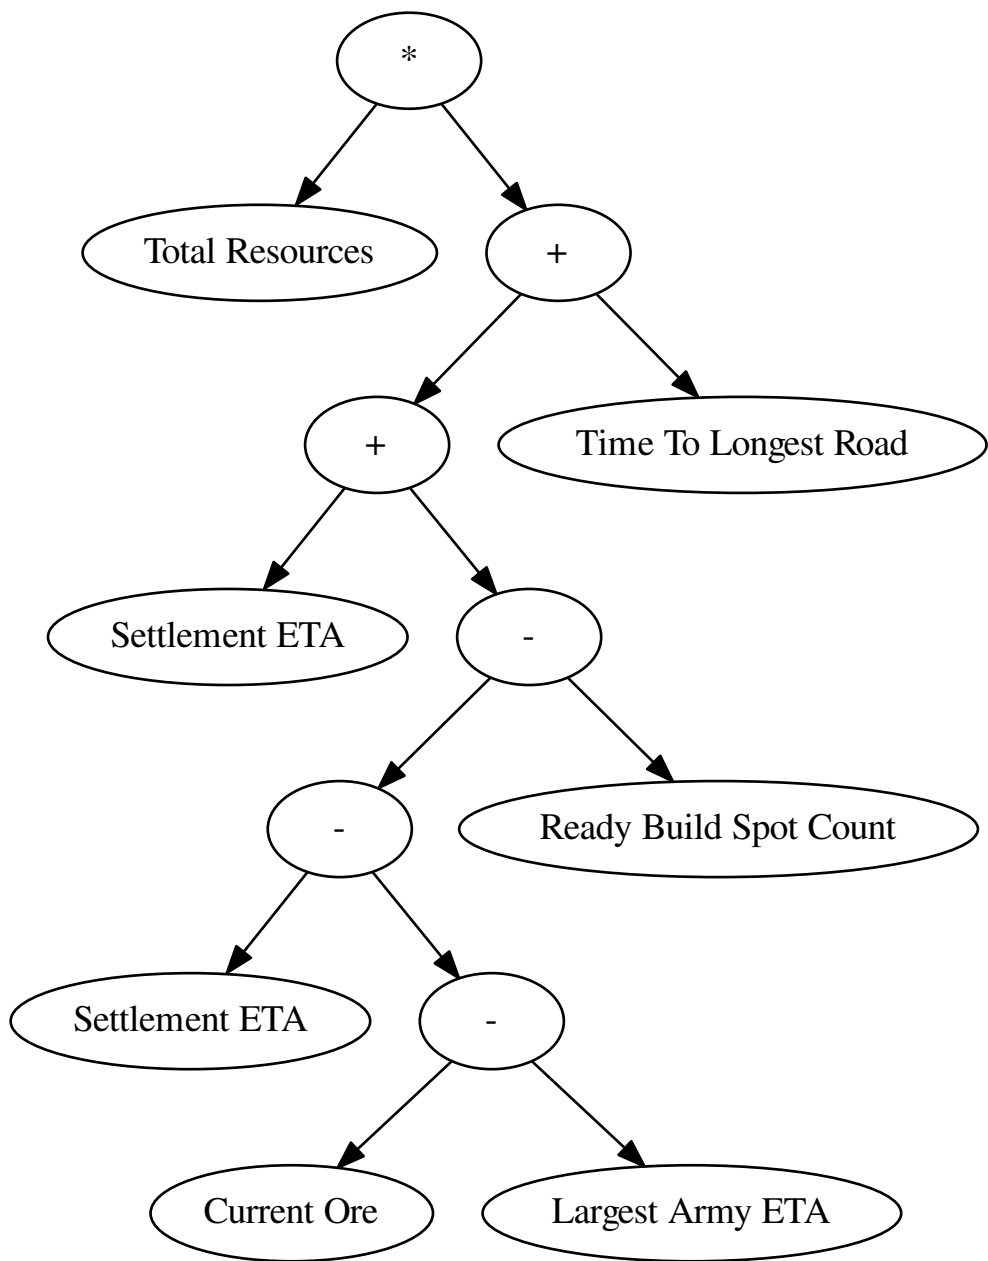 *
Total Resources
+
+
Time To Longest Road
Settlement ETA
-
-
Ready Build Spot Count
Settlement ETA
-
Current Ore
Largest Army ETA